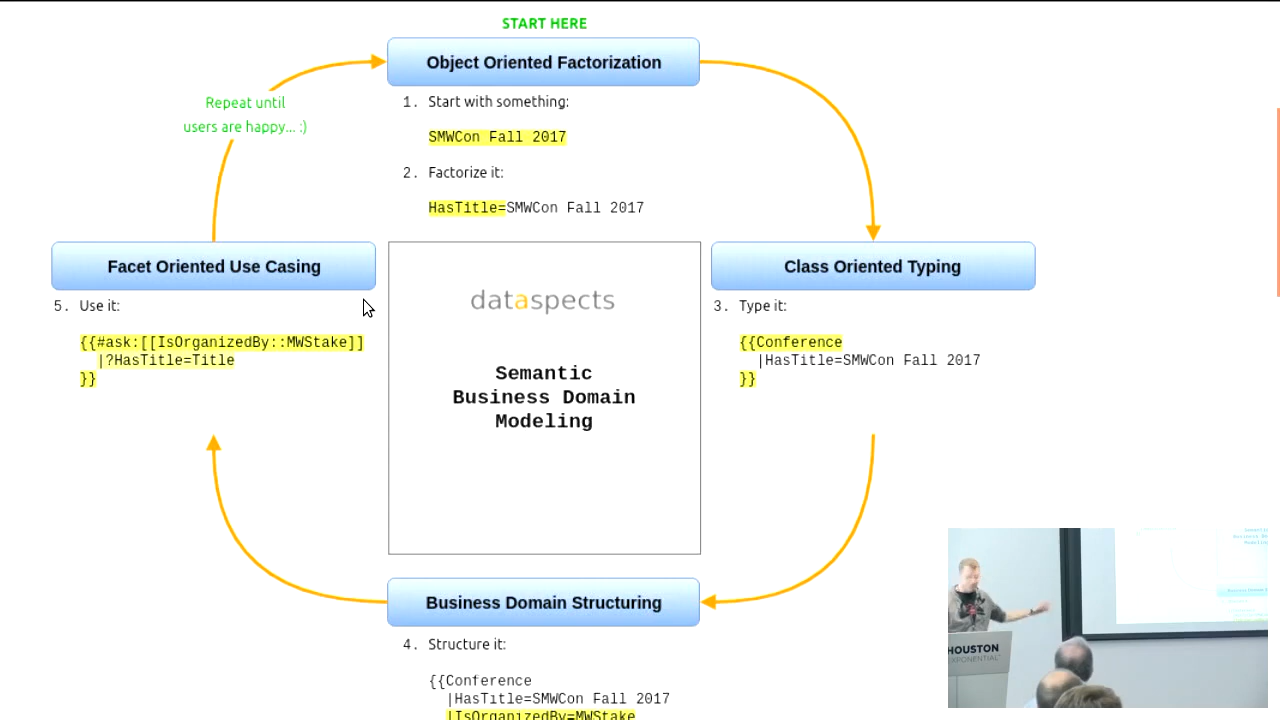 START HERE
Object Oriented Factorization
1. Start with something:
SMWCon Fall 2017
2. Factorize it:
HasTitle=SMWCon Fall 2017
Repeat until
users are happy... :)
Facet Oriented Use Casing
5. Use it:
{{#ask:[[IsOrganizedBy::MWStake]]
|?HasTitle=Title
}}
dataspects
Semantic
Business Domain
Modeling
Class Oriented Typing
3. Type it:
{{Conference
|HasTitle=SMWCon Fall 2017
}}
Business Domain Structuring
4. Structure it:
{{Conference
|HasTitle=SMWCon Fall 2017
|IsOrganizedBy=MWStake
HOUSTON
EXPONENTIAL